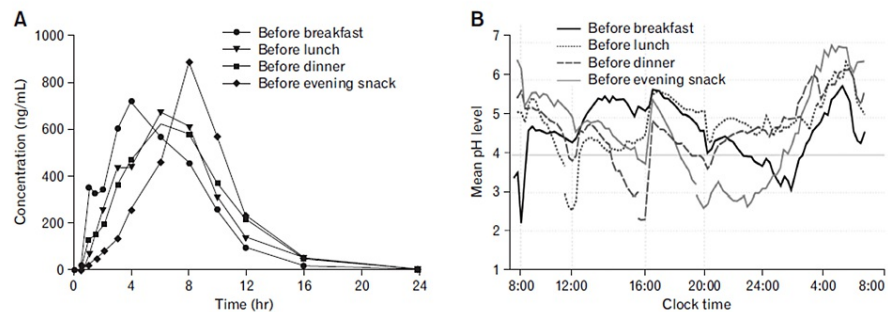 A
Concentration (ng/mL)
1000
800
600
400
200
0
Before breakfast
Before lunch
Before dinner
Before evening snack
0 4 8 12 16 20 24
Time (hr)
B
Mean pH level
7
6
5
4
3
2
1
Before breakfast
Before lunch
Before dinner
Before evening snack
8:00 12:00 16:00 20:00 24:00 4:00 8:00
Clock time